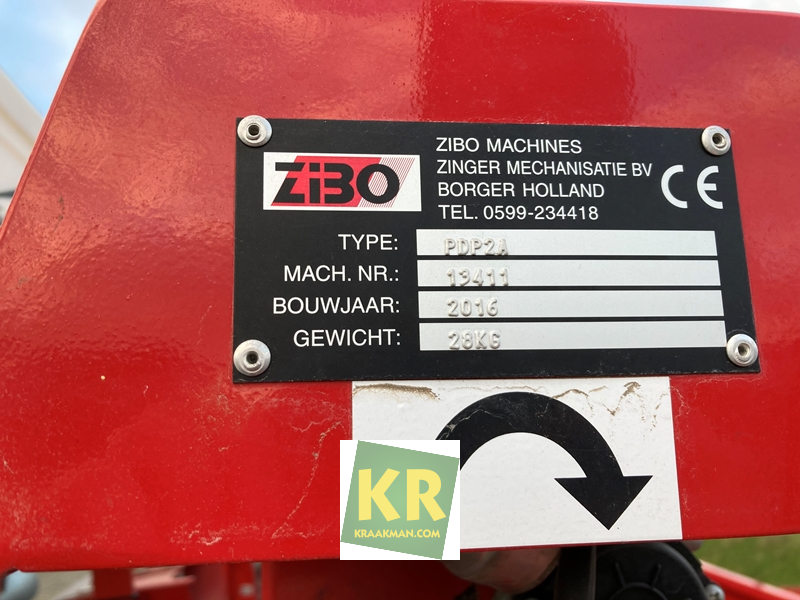 ZIBO
ZIBO MACHINES
ZINGER MECHANISATIE BV
BORGER HOLLAND
TEL. 0599-234418
CE
TYPE: PDP2A
MACH. NR.: 13411
BOUWJAAR: 2016
GEWICHT: 28KG
KR
KRAAKMAN.COM